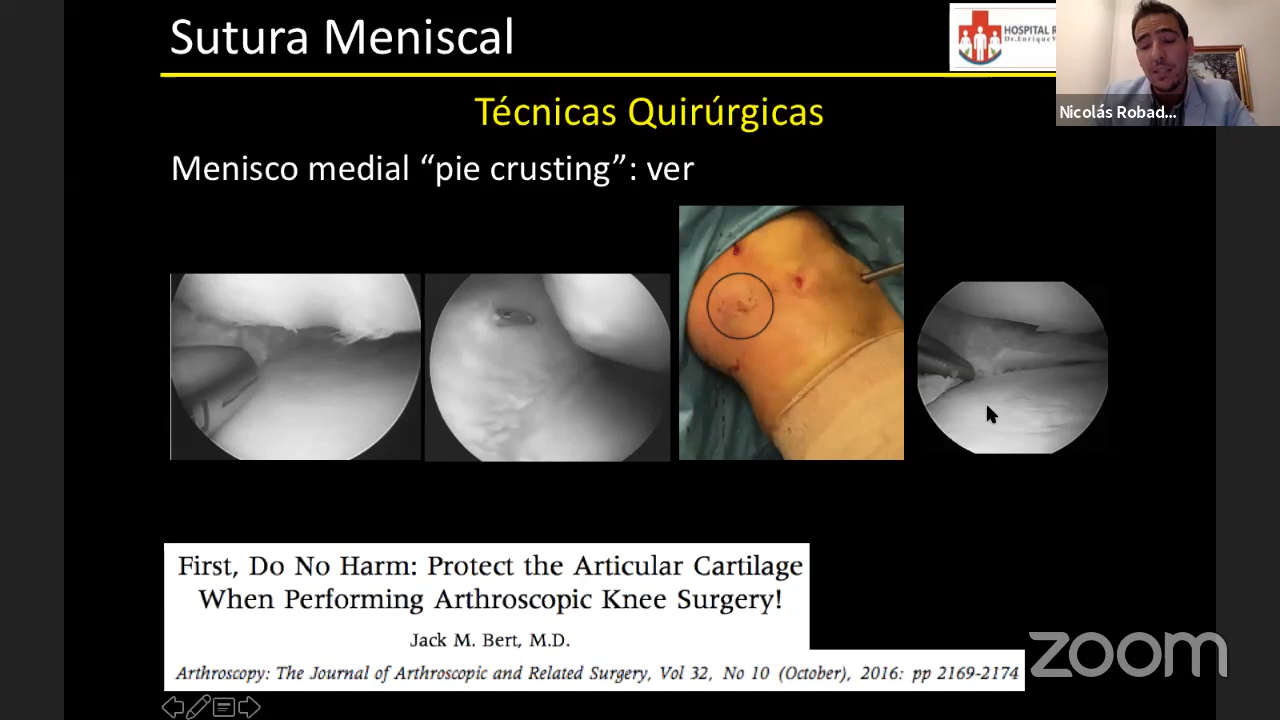 Sutura Meniscal
HOSPITAL
Nicolás Robad...
Técnicas Quirúrgicas
Menisco medial “pie crusting”: ver
First, Do No Harm: Protect the Articular Cartilage
When Performing Arthroscopic Knee Surgery!
Jack M. Bert, M.D.
Arthroscopy: The Journal of Arthroscopic and Related Surgery, Vol 32, No 10 (October), 2016: pp 2169-2174
zoom